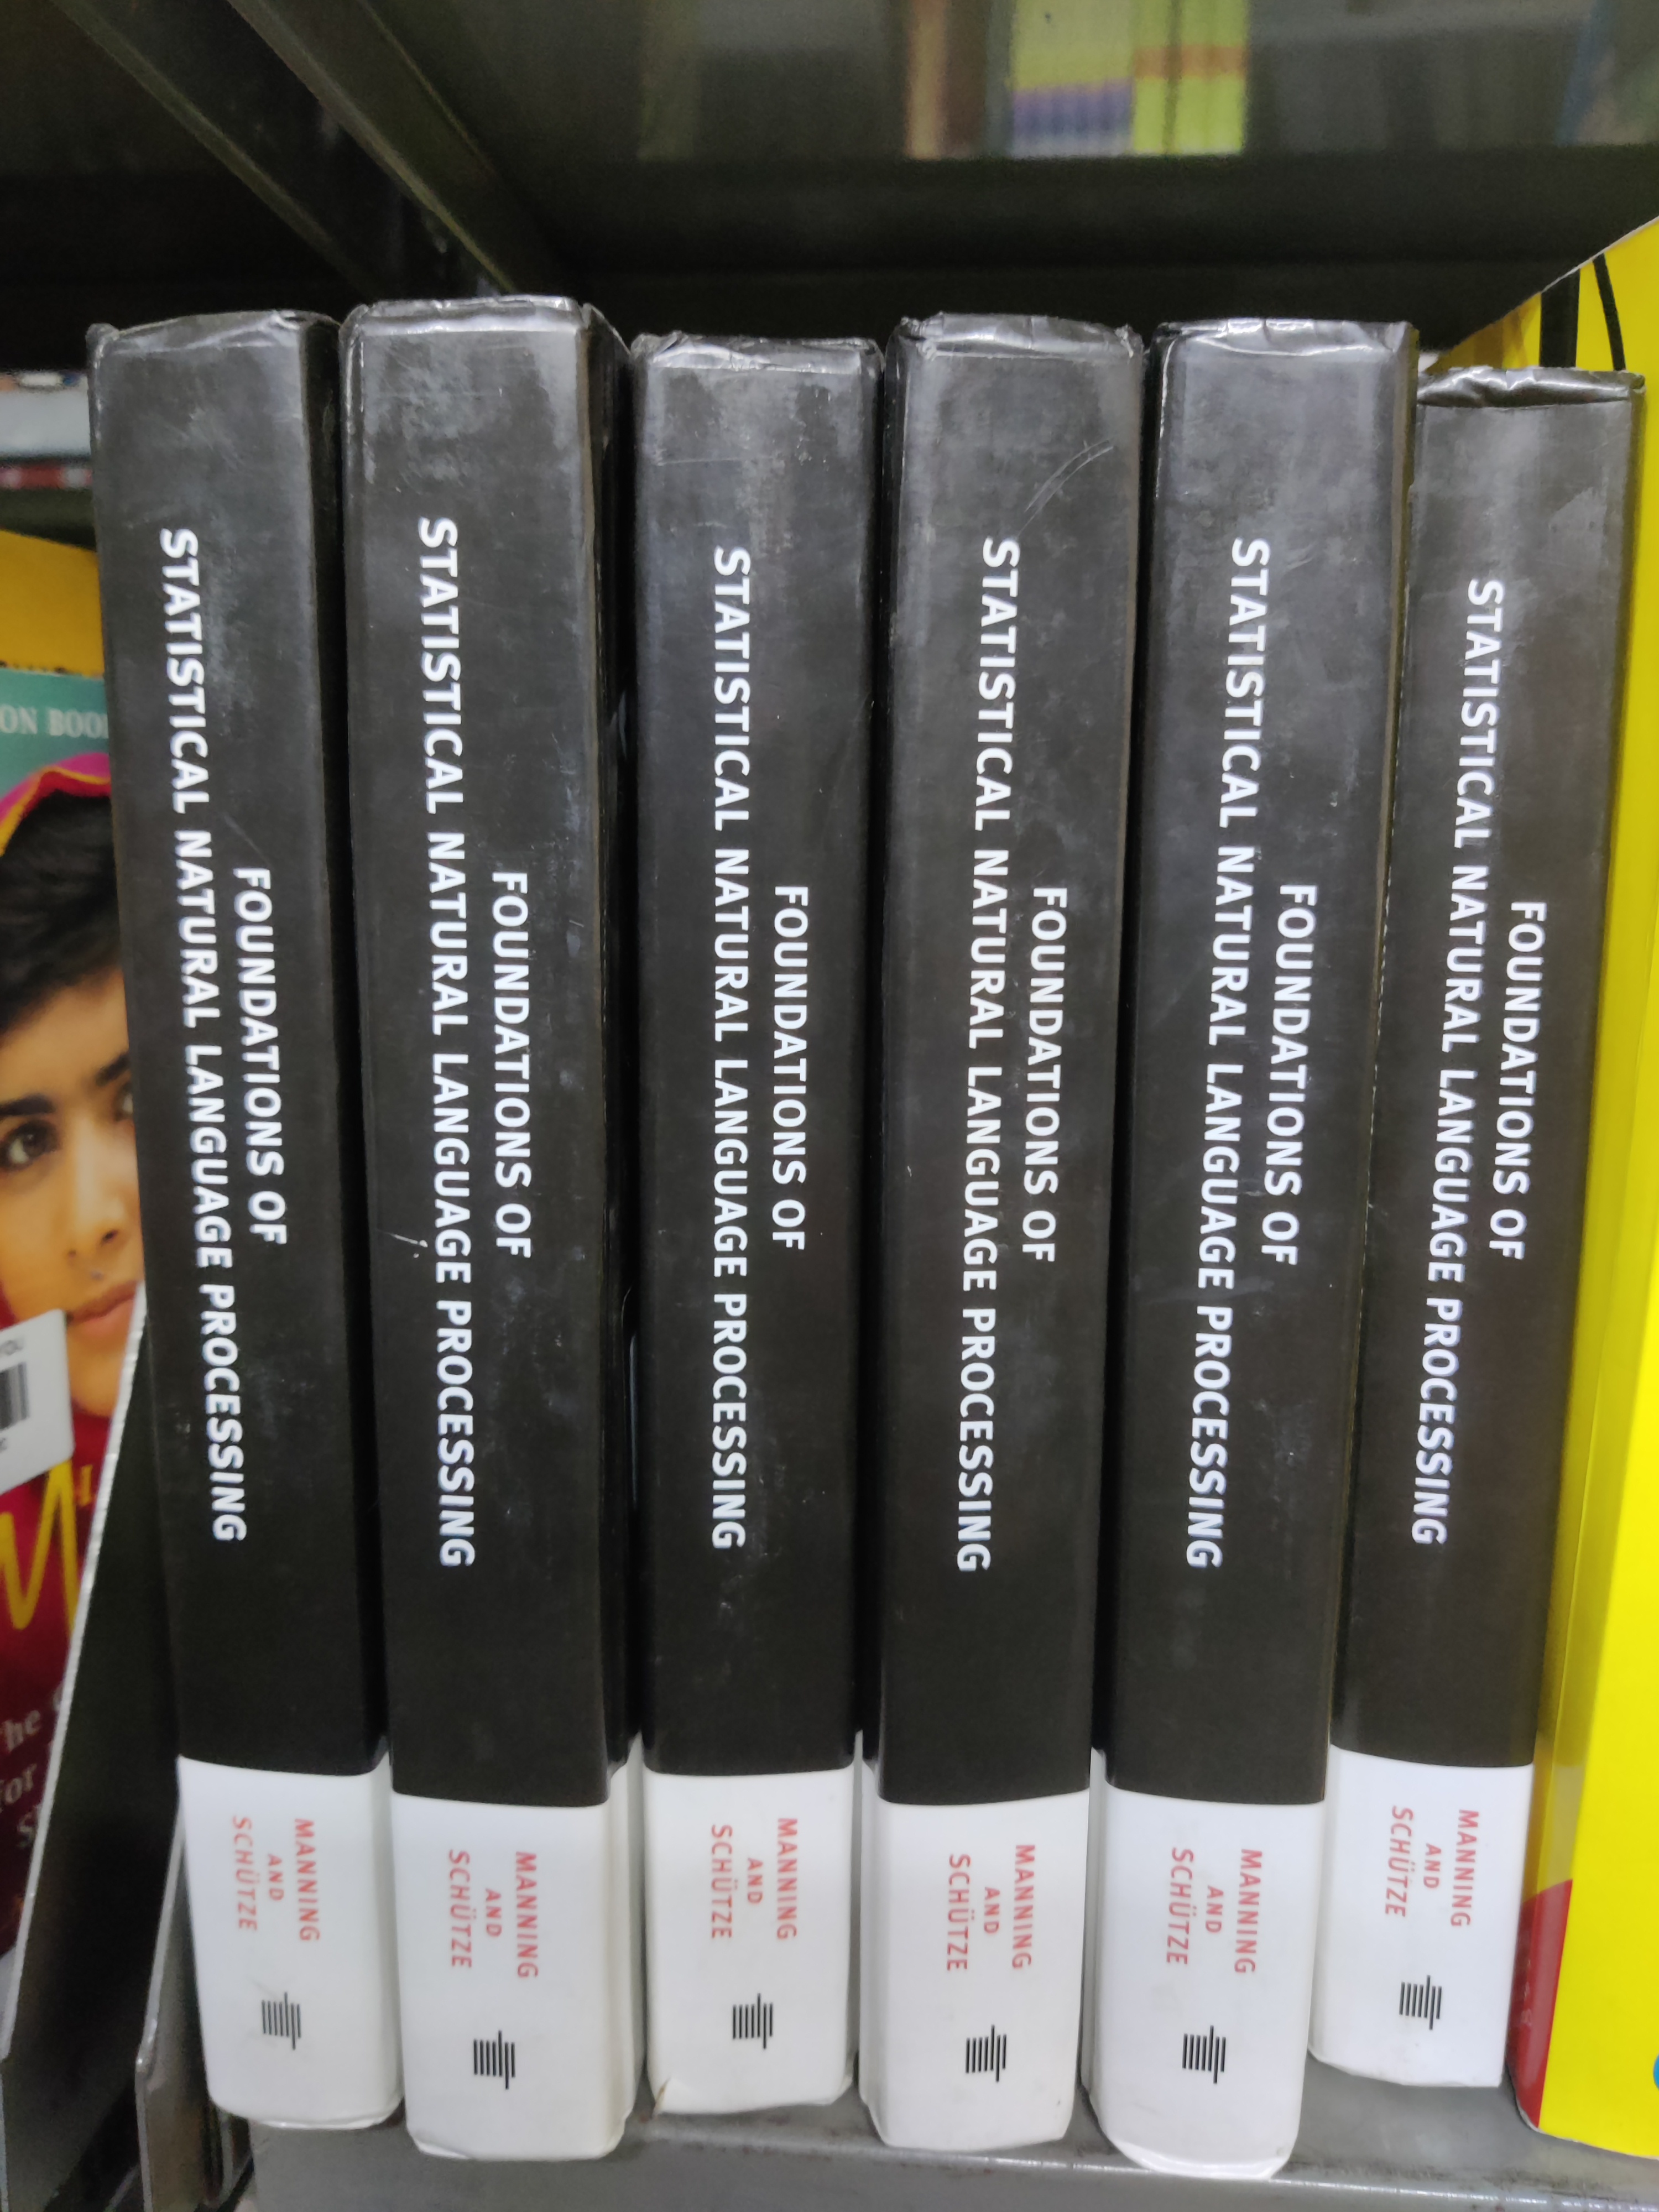 ON BOO
FOUNDATIONS OF
STATISTICAL NATURAL LANGUAGE PROCESSING
MANNING
AND
SCHÜTZE
FOUNDATIONS OF
STATISTICAL NATURAL LANGUAGE PROCESSING
MANNING
AND
SCHÜTZE
FOUNDATIONS OF
STATISTICAL NATURAL LANGUAGE PROCESSING
MANNING
AND
SCHÜTZE
FOUNDATIONS OF
STATISTICAL NATURAL LANGUAGE PROCESSING
MANNING
AND
SCHÜTZE
FOUNDATIONS OF
STATISTICAL NATURAL LANGUAGE PROCESSING
MANNING
AND
SCHÜTZE
FOUNDATIONS OF
STATISTICAL NATURAL LANGUAGE PROCESSING
MANNING
AND
SCHÜTZE